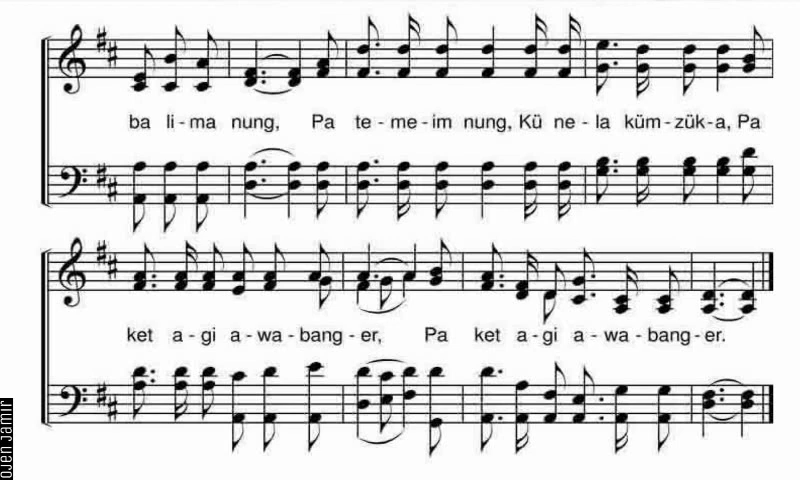 ba li - ma nung, Pa te - me - im nung, Kü ne - la küm - zük - a, Pa
ket a - gi a - wa - bang - er, Pa ket a - gi a - wa - bang - er.
Ojen Jamir